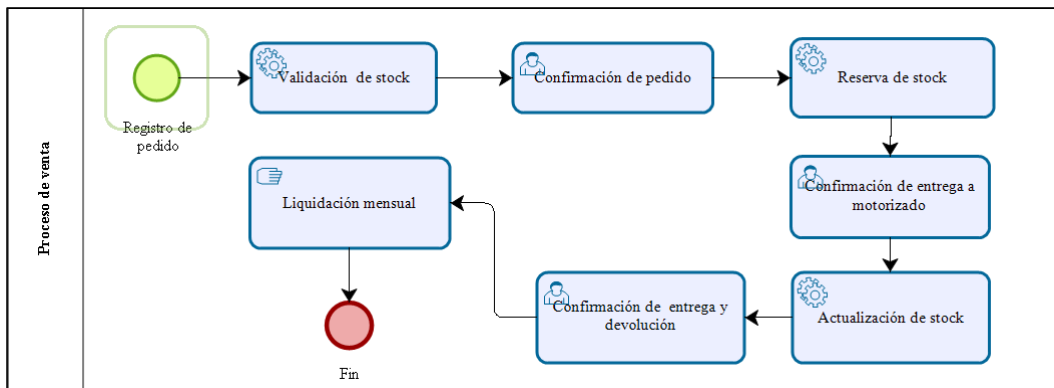 Proceso de venta
Registro de
pedido
Validación de stock
Confirmación de pedido
Reserva de stock
Confirmación de entrega a
motorizado
Actualización de stock
Confirmación de entrega y
devolución
Liquidación mensual
Fin